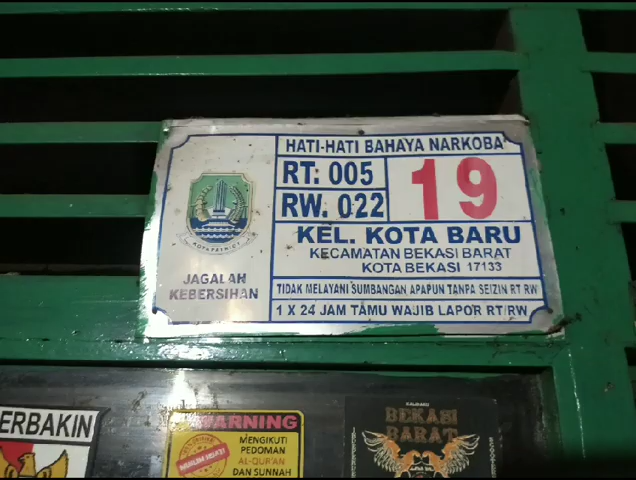 HATI-HATI BAHAYA NARKOBA
RT. 005
RW. 022
19
KEL. KOTA BARU
KECAMATAN BEKASI BARAT
KOTA BEKASI 17133
KOTA PATRIOT
JAGALAH
KEBERSIHAN
TIDAK MELAYANI SUMBANGAN APAPUN TANPA SEIZIN RT RW
1 X 24 JAM TAMU WAJIB LAPOR RT/RW
ERBAKIN
WARNING
MENGIKUTI
PEDOMAN
AL-QUR'AN
DAN SUNNAH
BEKASI
BARAT